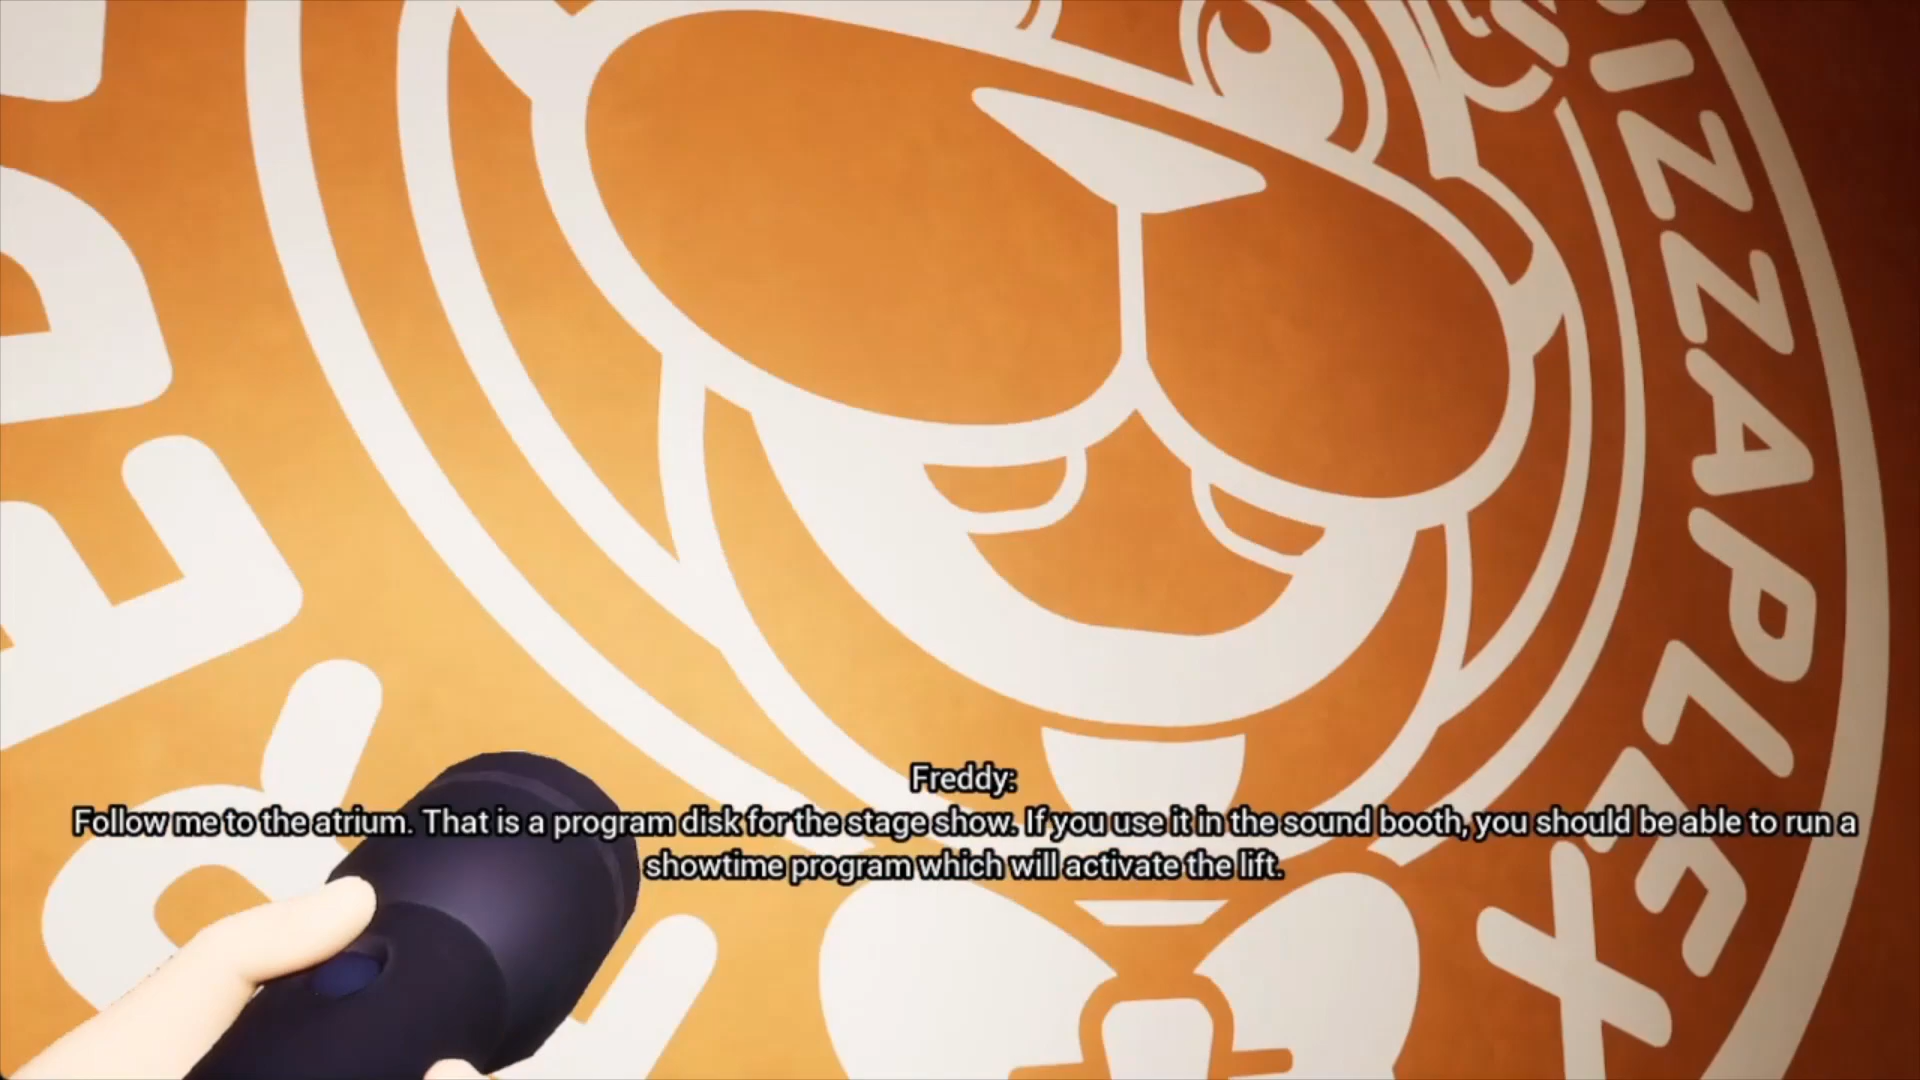 PIZZAPLEX
Freddy:
Follow me to the atrium. That is a program disk for the stage show. If you use it in the sound booth, you should be able to run a
showtime program which will activate the lift.